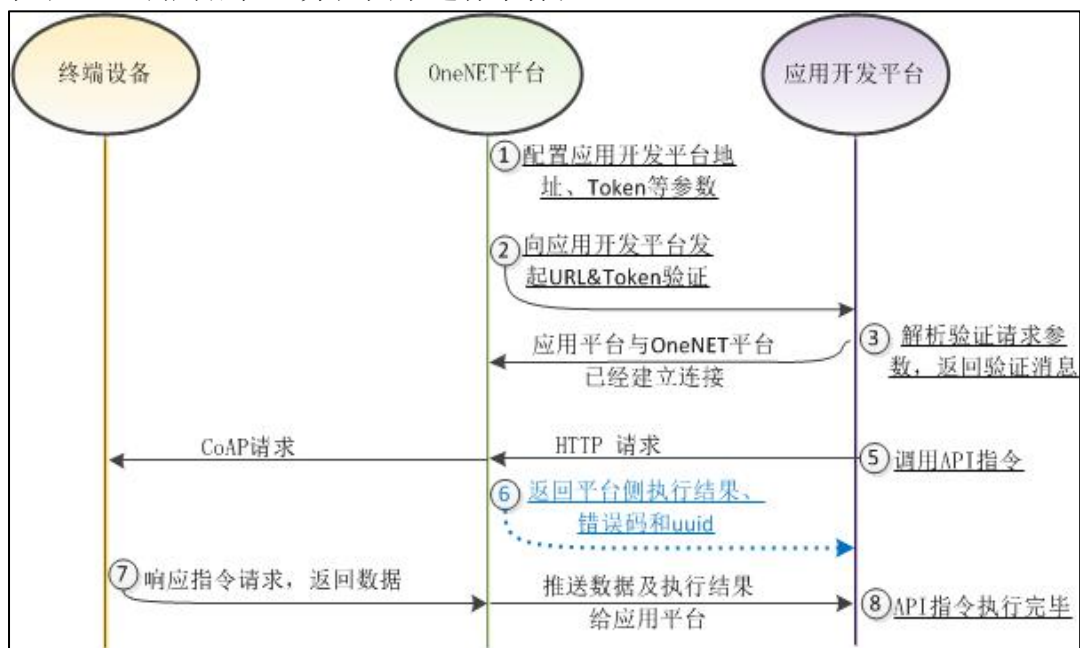 终端设备
OneNET平台
应用开发平台
①配置应用开发平台地
址、Token等参数
②向应用开发平台发
起URL&Token验证
③ 解析验证请求参
数，返回验证消息
应用平台与OneNET平台
已经建立连接
CoAP请求
HTTP 请求
⑤调用API指令
⑥返回平台侧执行结果、
错误码和uuid
⑦响应指令请求，返回数据
推送数据及执行结果
给应用平台
⑧API指令执行完毕